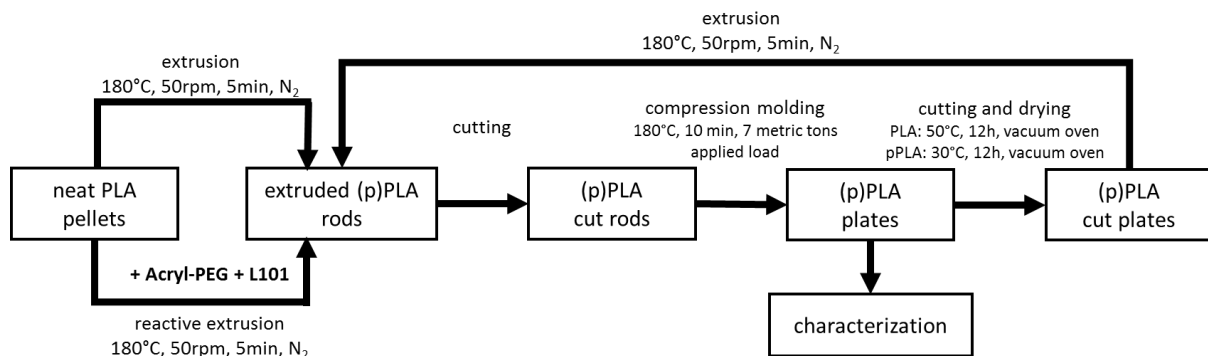 extrusion
180°C, 50rpm, 5min, N₂
extrusion
180°C, 50rpm, 5min, N₂
cutting
compression molding
180°C, 10 min, 7 metric tons
applied load
cutting and drying
PLA: 50°C, 12h, vacuum oven
pPLA: 30°C, 12h, vacuum oven
neat PLA
pellets
extruded (p)PLA
rods
(p)PLA
cut rods
(p)PLA
plates
(p)PLA
cut plates
+ Acryl-PEG + L101
reactive extrusion
180°C, 50rpm, 5min, N₂
characterization